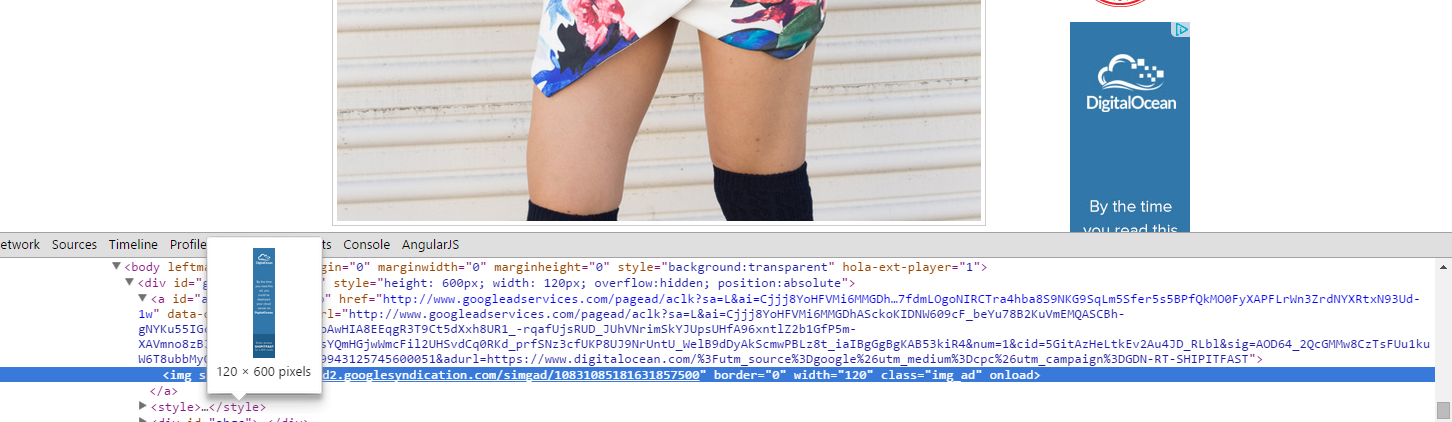 DigitalOcean
By the time
you read this
etwork Sources Timeline Profile ts Console AngularJS
<body leftma gin="0" marginwidth="0" marginheight="0" style="background:transparent" hola-ext-player="1">
<div id="g style="height: 600px; width: 120px; overflow:hidden; position:absolute">
<a id="a " href="http://www.googleadservices.com/pagead/aclk?sa=L&ai=Cjjj8YoHFVMi6MMGDh…7fdmLOgoNIRCTra4hba8S9NKG9SqLm5Sfer5s5BPfQkMO0FyXAPFLrWn3ZrdNYXRtxN93Ud-
1w" data-o rl="http://www.googleadservices.com/pagead/aclk?sa=L&ai=Cjjj8YoHFVMi6MMGDhASckoKIDNW609cF_beYu78B2KuVmEMQASCBh-
gNYKu55IG bAwHIA8EEqgR3T9Ct5dXxh8UR1_-rqafUjsRUD_JUhVNrimSkYJUpsUHfA96xntlZ2b1GfP5m-
XAVmno8zB sYQmHGjwWmcFil2UHSvdCq0RKd_prfSNz3cfUKP8UJ9NrUntU_WelB9dDyAkScmwPBLz8t_iaIBgGgBgKAB53kiR4&num=1&cid=5GitAzHeLtkEv2Au4JD_RLbl&sig=AOD64_2QcGMMw8CzTsFUu1ku
W6T8ubbMy 9943125745600051&adurl=https://www.digitalocean.com/%3Futm_source%3Dgoogle%26utm_medium%3Dcpc%26utm_campaign%3DGDN-RT-SHIPITFAST">
<img s d2.googlesyndication.com/simgad/10831085181631857500" border="0" width="120" class="img_ad" onload>
</a>
<style>…</style>
120 × 600 pixels